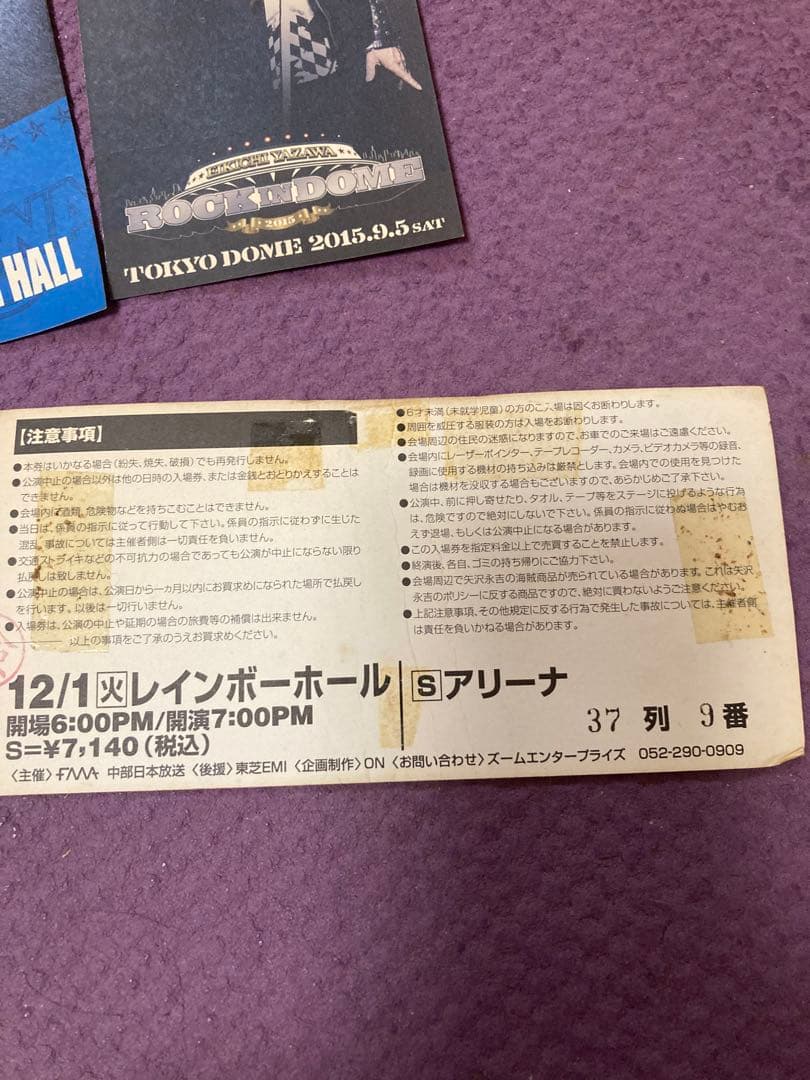 HALL
EIKICHI YAZAWA
ROCK IN DOME
2015
TOKYO DOME 2015.9.5 SAT
【注意事項】
●本券はいかなる場合（紛失、焼失、破損）でも再発行しません。
●公演中止の場合以外は他の日時の入場券、または金銭とおとりかえすることは
できません。
●会場内に酒類、危険物などを持ちこむことはできません。
●当日は、係員の指示に従って行動して下さい。係員の指示に従わずに生じた
混乱、事故については主催者側は一切責任を負いません。
●交通ストライキなどの不可抗力の場合であっても公演が中止にならない限り
払戻しは致しません。
●公演中止の場合は、公演日から一カ月以内にお買求めになられた場所で払戻し
を行います。以後は一切行いません。
●入場券は、公演の中止や延期の場合の旅費等の補償は出来ません。
―― 以上の事をご了承のうえお買求めください。
●6才未満（未就学児童）の方のご入場は固くお断わりします。
●周囲を威圧する服装の方は入場をお断わりします。
●会場周辺の住民の迷惑になりますので、お車でのご来場はご遠慮ください。
●会場内にレーザーポインター、テープレコーダー、カメラ、ビデオカメラ等の録音、
録画に使用する機材の持ち込みは厳禁とします。会場内での使用を見つけた
場合は機材を没収する場合もございますので、あらかじめご了承下さい。
●公演中、前に押し寄せたり、タオル、テープ等をステージに投げるような行為
は、危険ですので絶対にしないで下さい。係員の指示に従わぬ場合はやむお
えず退場、もしくは公演中止になる場合があります。
●この入場券を指定料金以上で売買することを禁止します。
●終演後、各自、ゴミの持ち帰りにご協力下さい。
●会場周辺で矢沢永吉の海賊商品が売られている場合があります。これは矢沢
永吉のポリシーに反する商品ですので、絶対に買わないようご注意ください。
●上記注意事項、その他規定に反する行為で発生した事故については、主催者側
は責任を負いかねる場合があります。
12/1火レインボーホール
開場6:00PM/開演7:00PM
S=¥7,140（税込）
Sアリーナ
37 列 9番
〈主催〉FMA 中部日本放送〈後援〉東芝EMI〈企画制作〉ON〈お問い合わせ〉ズームエンタープライズ 052-290-0909